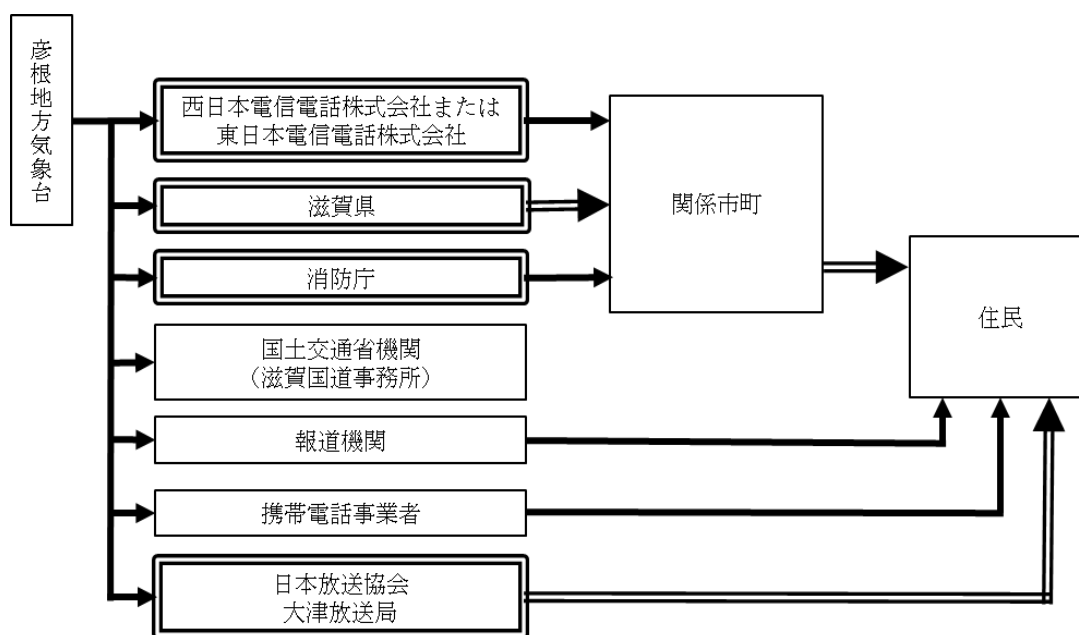 彦根地方気象台
西日本電信電話株式会社または
東日本電信電話株式会社
滋賀県
消防庁
国土交通省機関
（滋賀国道事務所）
報道機関
携帯電話事業者
日本放送協会
大津放送局
関係市町
住民